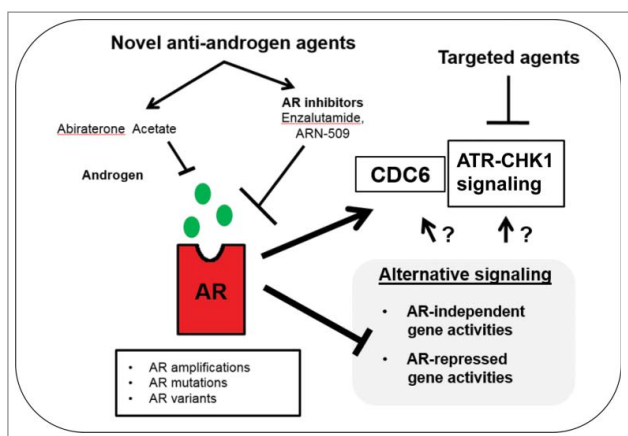 Novel anti-androgen agents
Targeted agents
AR inhibitors
Enzalutamide,
ARN-509
Abiraterone Acetate
Androgen
CDC6
ATR-CHK1
signaling
?
?
AR
Alternative signaling
• AR-independent
gene activities
• AR-repressed
gene activities
• AR amplifications
• AR mutations
• AR variants